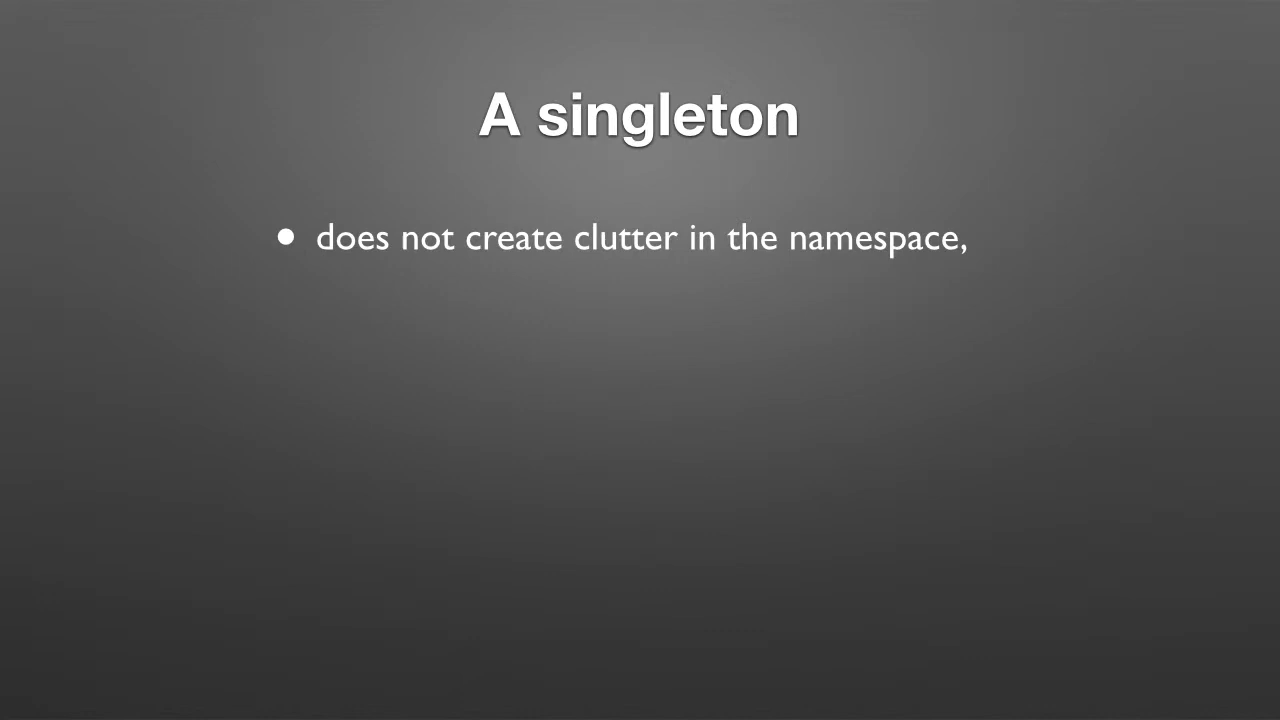 A singleton
• does not create clutter in the namespace,